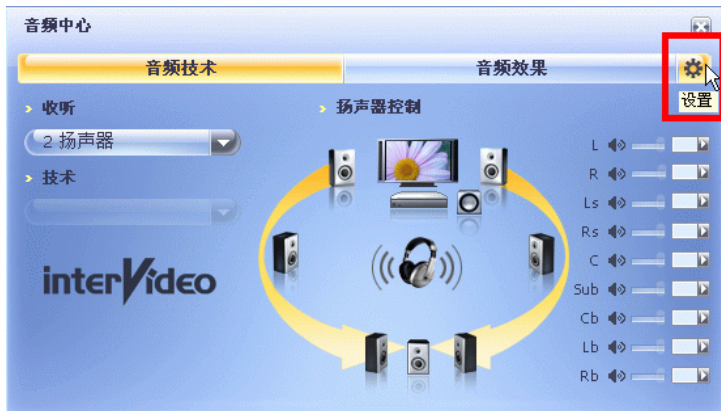 音频中心
音频技术
音频效果
设置
收听
扬声器控制
2 扬声器
技术
interVideo
L
R
Ls
Rs
C
Sub
Cb
Lb
Rb